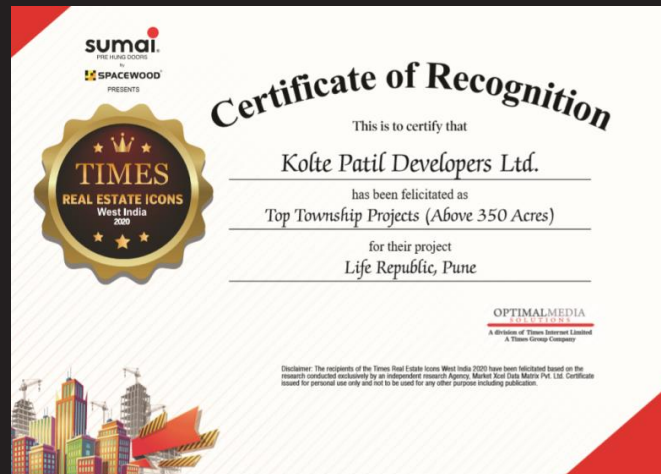 sumai
PRE HUNG DOORS
by
SPACEWOOD
PRESENTS
TIMES
REAL ESTATE ICONS
West India
2020
Certificate of Recognition
This is to certify that
Kolte Patil Developers Ltd.
has been felicitated as
Top Township Projects (Above 350 Acres)
for their project
Life Republic, Pune
OPTIMALMEDIA
SOLUTIONS
A division of Times Internet Limited
A Times Group Company
Disclaimer: The recipients of the Times Real Estate Icons West India 2020 have been felicitated based on the
research conducted exclusively by an independent research Agency, Market Xcel Data Matrix Pvt. Ltd. Certificate
issued for personal use only and not to be used for any other purpose including publication.